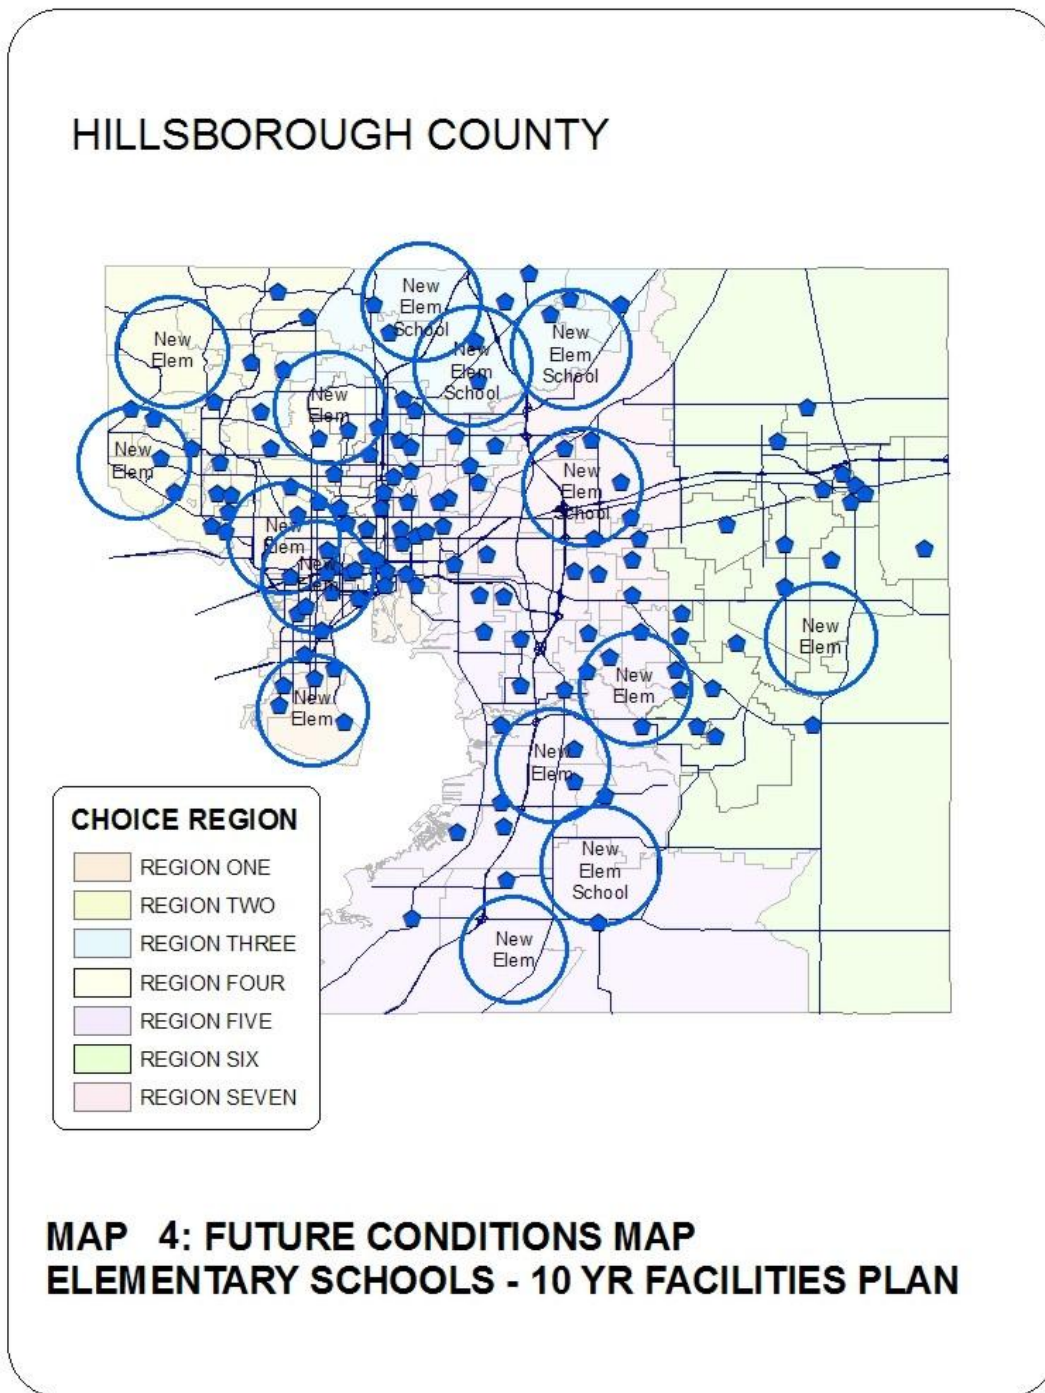 HILLSBOROUGH COUNTY
New
Elem
School
New
Elem
School
New
Elem
School
New
Elem
New
Elem
New
Elem
New
Elem
School
New
Elem
New
Elem
New
Elem
New
Elem
New
Elem
New
Elem
New
Elem
School
New
Elem
CHOICE REGION
REGION ONE
REGION TWO
REGION THREE
REGION FOUR
REGION FIVE
REGION SIX
REGION SEVEN
MAP 4: FUTURE CONDITIONS MAP
ELEMENTARY SCHOOLS - 10 YR FACILITIES PLAN